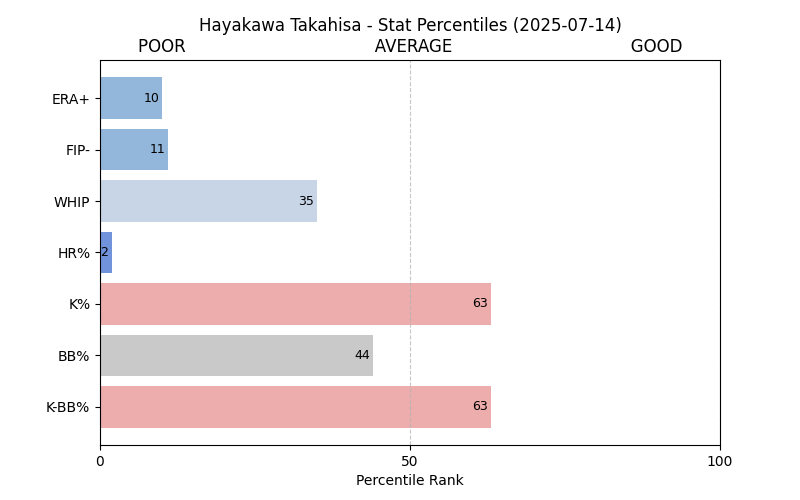 Hayakawa Takahisa - Stat Percentiles (2025-07-14)
POOR AVERAGE GOOD
ERA+ 10
FIP- 11
WHIP 35
HR% 2
K% 63
BB% 44
K-BB% 63
0 50 100
Percentile Rank